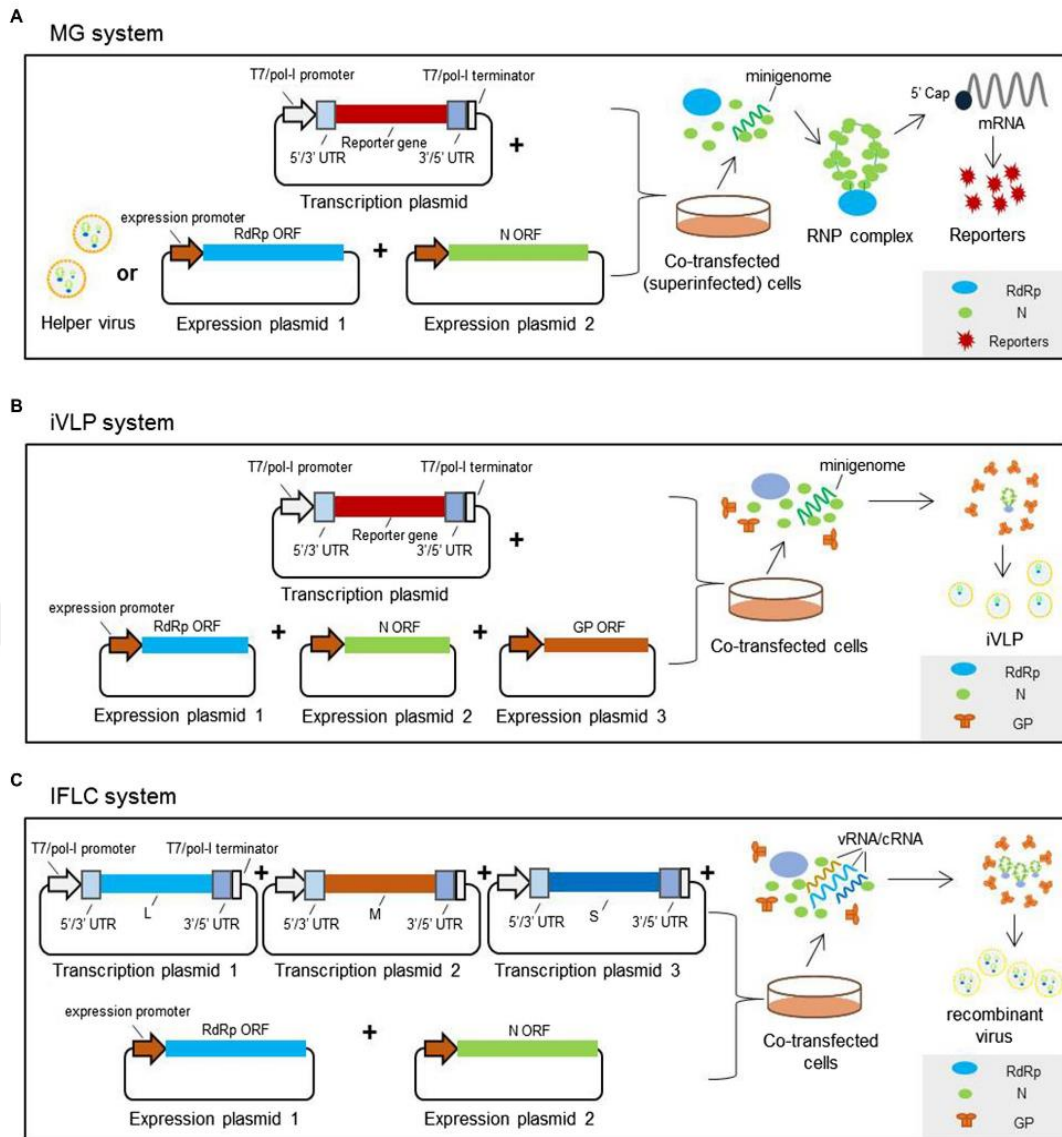 A
MG system
T7/pol-I promoter
T7/pol-I terminator
5'/3' UTR
Reporter gene
3'/5' UTR
+
Transcription plasmid
Helper virus
or
expression promoter
RdRp ORF
Expression plasmid 1
+
N ORF
Expression plasmid 2
Co-transfected
(superinfected) cells
minigenome
RNP complex
5' Cap
mRNA
Reporters
RdRp
N
Reporters
B
iVLP system
T7/pol-I promoter
T7/pol-I terminator
5'/3' UTR
Reporter gene
3'/5' UTR
+
Transcription plasmid
expression promoter
RdRp ORF
Expression plasmid 1
+
N ORF
Expression plasmid 2
+
GP ORF
Expression plasmid 3
Co-transfected cells
minigenome
iVLP
RdRp
N
GP
C
IFLC system
T7/pol-I promoter
T7/pol-I terminator
5'/3' UTR
L
3'/5' UTR
Transcription plasmid 1
+
5'/3' UTR
M
3'/5' UTR
Transcription plasmid 2
+
5'/3' UTR
S
3'/5' UTR
Transcription plasmid 3
+
expression promoter
RdRp ORF
Expression plasmid 1
+
N ORF
Expression plasmid 2
Co-transfected
cells
vRNA/cRNA
recombinant
virus
RdRp
N
GP